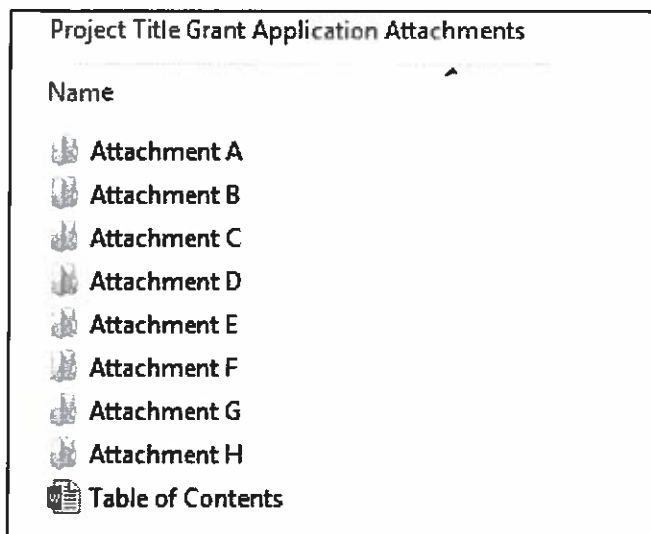 Project Title Grant Application Attachments
Name
Attachment A
Attachment B
Attachment C
Attachment D
Attachment E
Attachment F
Attachment G
Attachment H
Table of Contents